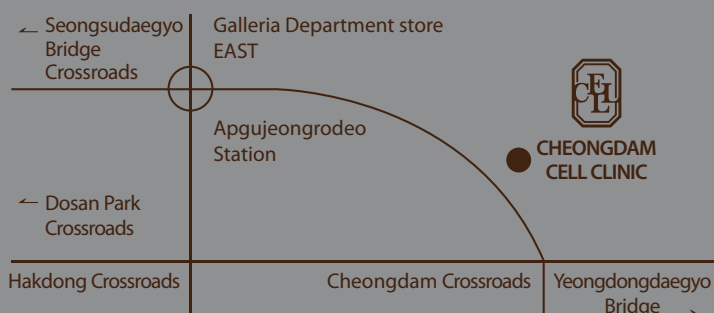 Seongsudaegyo
Bridge
Crossroads
Galleria Department store
EAST
CELL
Apgujeongrodeo
Station
CHEONGDAM
CELL CLINIC
Dosan Park
Crossroads
Hakdong Crossroads
Cheongdam Crossroads
Yeongdongdaegyo
Bridge